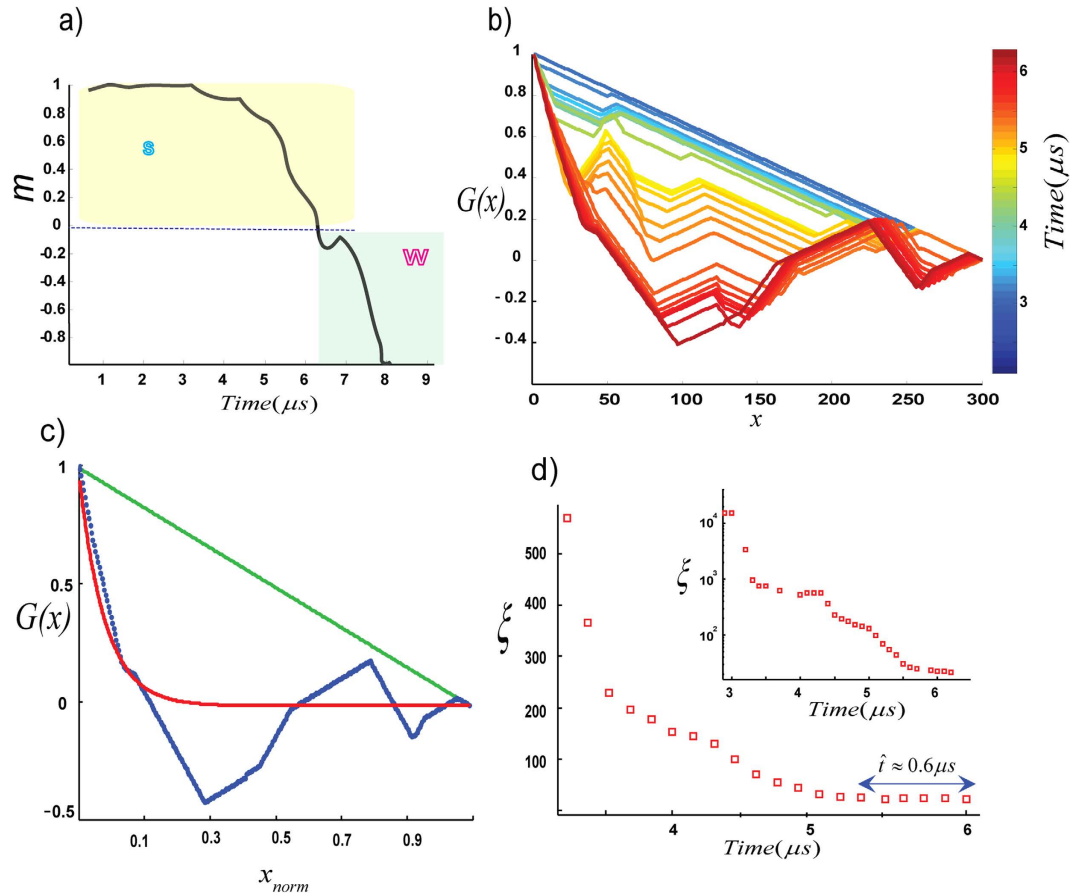 a)
1
0.8
0.6
0.4
0.2
0
-0.2
-0.4
-0.6
-0.8
m
S
W
1 2 3 4 5 6 7 8 9
Time(μs)
b)
1
0.8
0.6
0.4
0.2
0
-0.2
-0.4
G(x)
0 50 100 150 200 250 300
x
6
5
4
3
Time(μs)
c)
1
0.5
0
-0.5
G(x)
0.1 0.3 0.5 0.7 0.9
x_norm
d)
500
400
300
200
100
ξ
4 5 6
Time(μs)
t̂ ≈ 0.6μs
10^4
10^3
10^2
ξ
3 4 5 6
Time(μs)